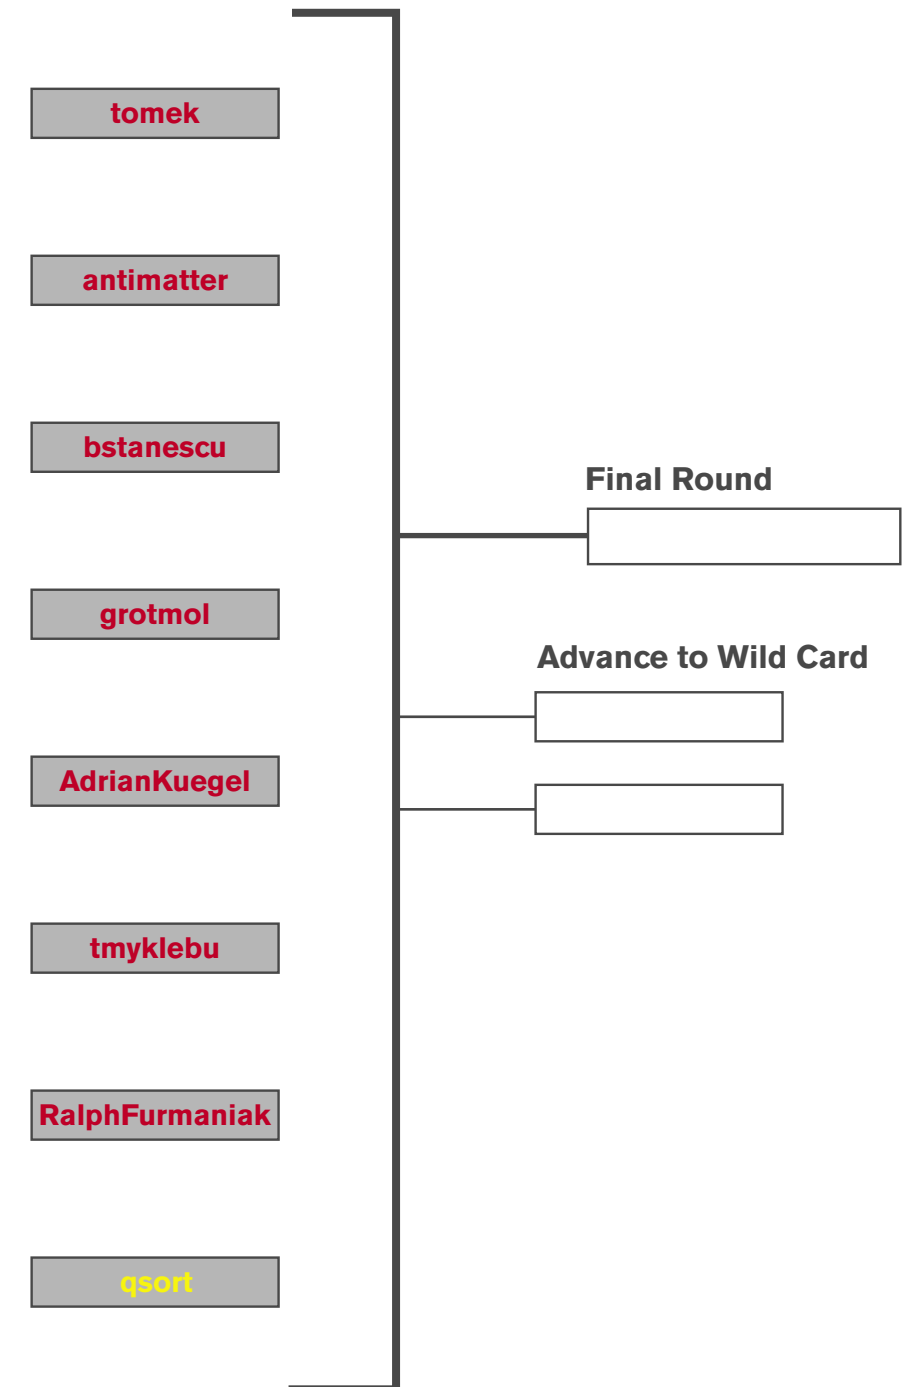 tomek
antimatter
bstanescu
grotmol
AdrianKuegel
tmyklebu
RalphFurmaniak
qsort
Final Round
Advance to Wild Card